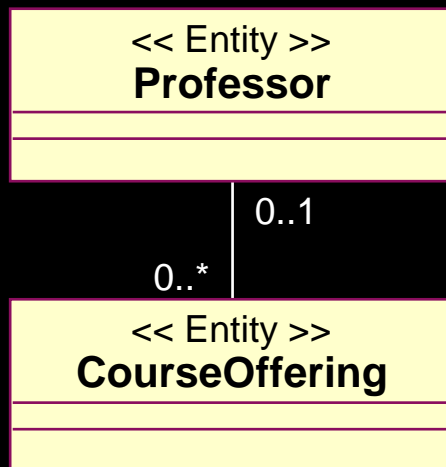 << Entity >>
Professor
0..1
0..*
<< Entity >>
CourseOffering